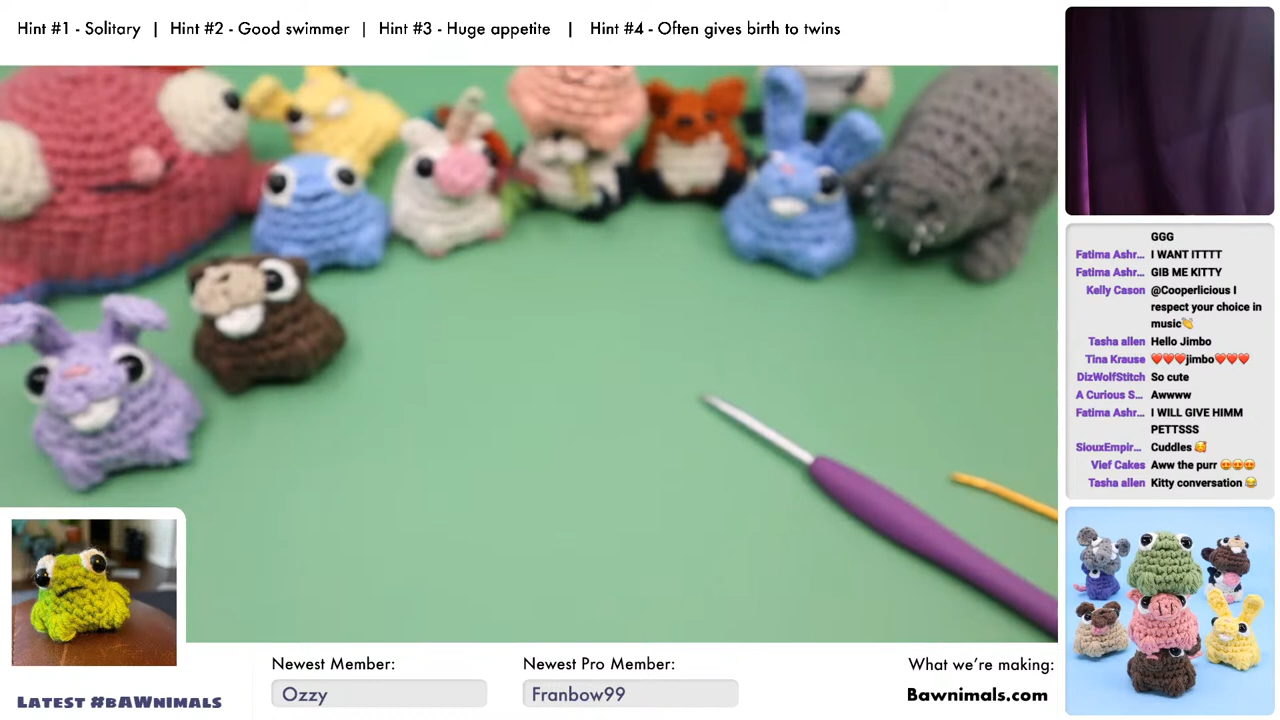 Hint #1 - Solitary | Hint #2 - Good swimmer | Hint #3 - Huge appetite | Hint #4 - Often gives birth to twins
GGG
Fatima Ashr... I WANT ITTTT
Fatima Ashr... GIB ME KITTY
Kelly Cason @Cooperlicious I
respect your choice in
music👏
Tasha allen Hello Jimbo
Tina Krause ❤️❤️❤️jimbo❤️❤️❤️
DizWolfStitch So cute
A Curious S... Awwww
Fatima Ashr... I WILL GIVE HIMM
PETTSSS
SiouxEmpir... Cuddles 🥰
Vief Cakes Aww the purr 😍😍😍
Tasha allen Kitty conversation 😂
Newest Member:
Ozzy
Newest Pro Member:
Franbow99
What we're making:
Bawnimals.com
LATEST #BAWNIMALS